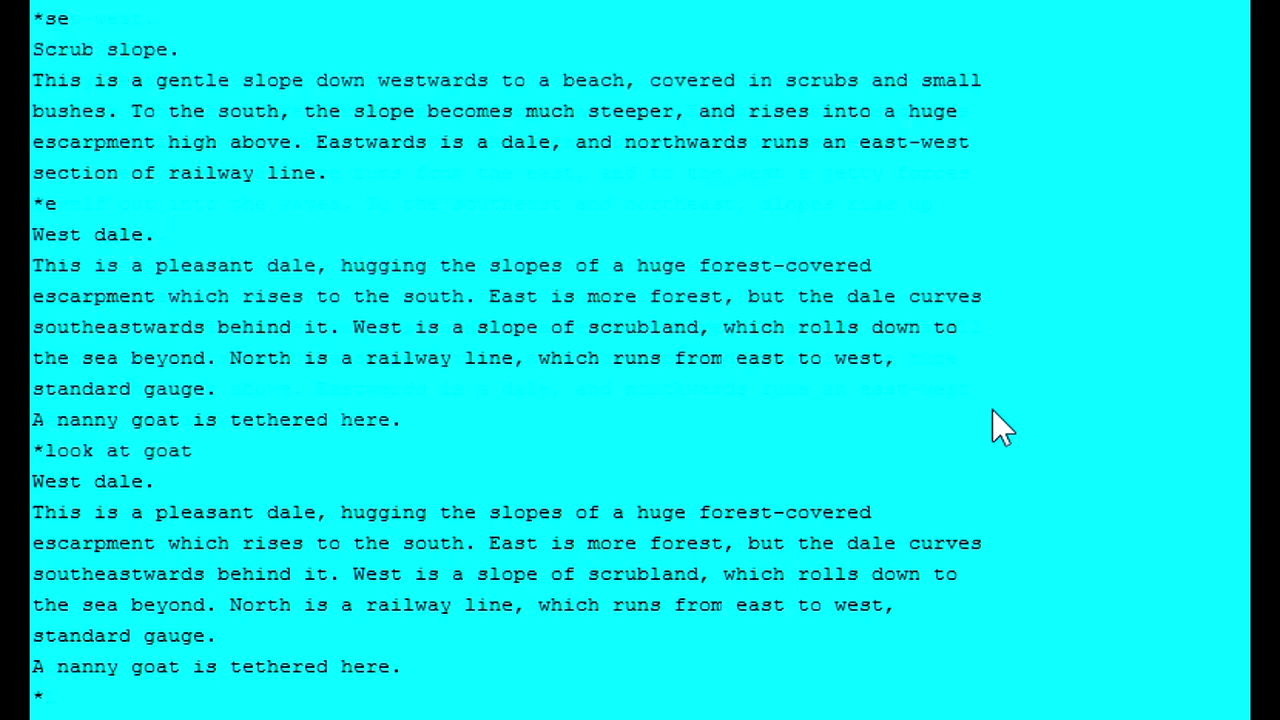 *se
Scrub slope.
This is a gentle slope down westwards to a beach, covered in scrubs and small
bushes. To the south, the slope becomes much steeper, and rises into a huge
escarpment high above. Eastwards is a dale, and northwards runs an east-west
section of railway line.
*e
West dale.
This is a pleasant dale, hugging the slopes of a huge forest-covered
escarpment which rises to the south. East is more forest, but the dale curves
southeastwards behind it. West is a slope of scrubland, which rolls down to
the sea beyond. North is a railway line, which runs from east to west,
standard gauge.
A nanny goat is tethered here.
*look at goat
West dale.
This is a pleasant dale, hugging the slopes of a huge forest-covered
escarpment which rises to the south. East is more forest, but the dale curves
southeastwards behind it. West is a slope of scrubland, which rolls down to
the sea beyond. North is a railway line, which runs from east to west,
standard gauge.
A nanny goat is tethered here.
*